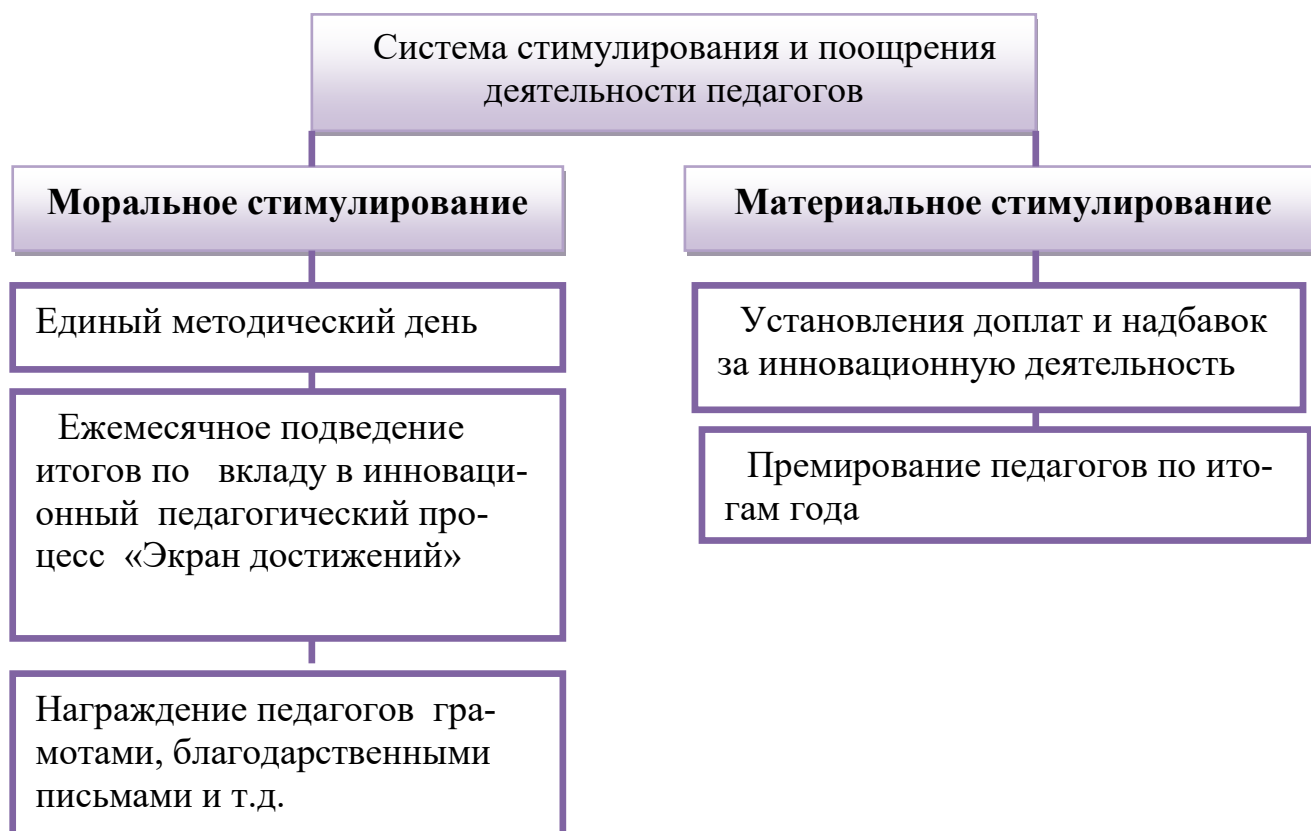 Система стимулирования и поощрения
деятельности педагогов
Моральное стимулирование
Материальное стимулирование
Единый методический день
Ежемесячное подведение
итогов по вкладу в инноваци-
онный педагогический про-
цесс «Экран достижений»
Награждение педагогов гра-
мотами, благодарственными
письмами и т.д.
Установления доплат и надбавок
за инновационную деятельность
Премирование педагогов по ито-
гам года